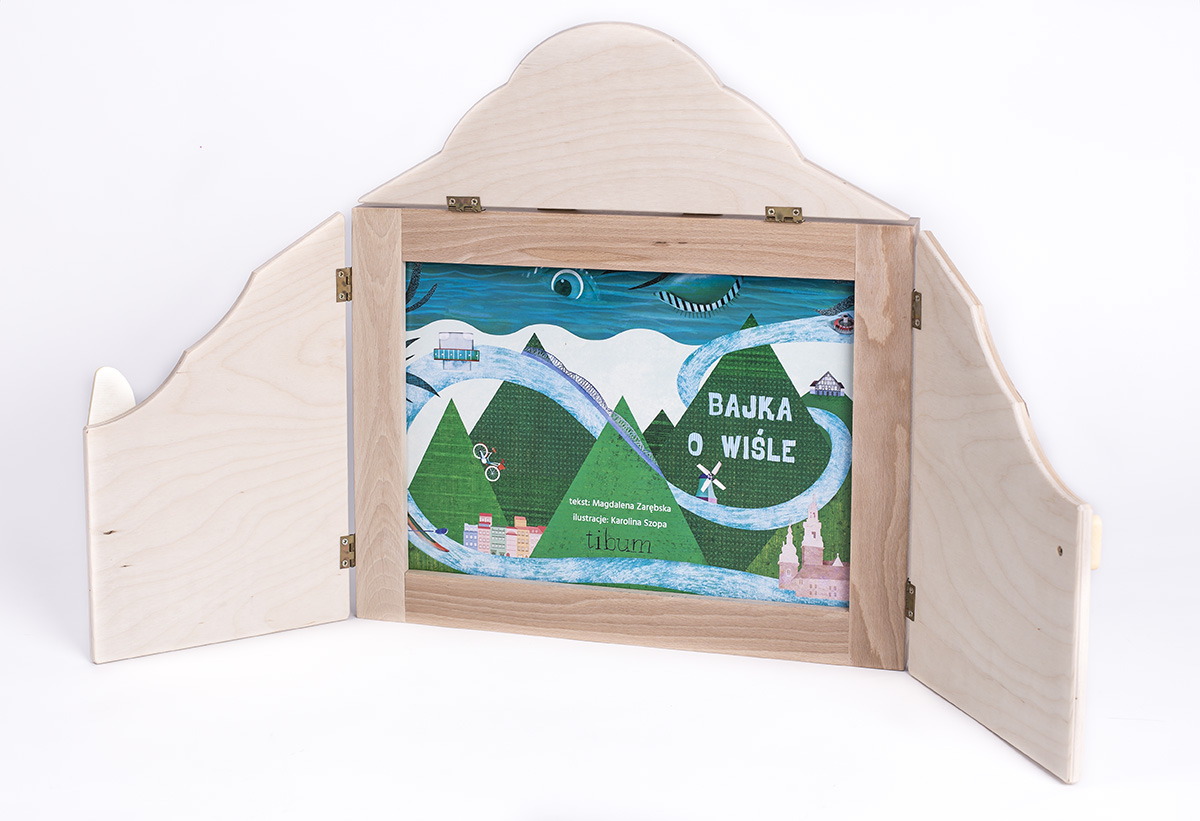 BAJKA
O WIŚLE
tekst: Magdalena Zarębska
ilustracje: Karolina Szopa
tibum